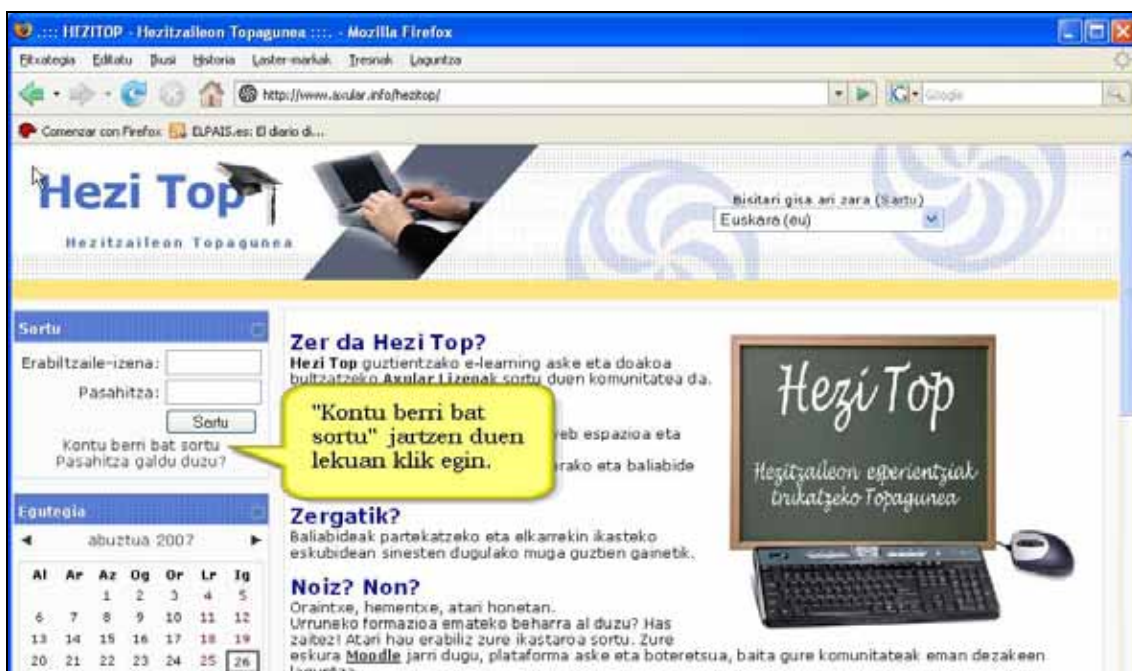 .::: HEZITOP - Hezitzaileon Topagunea :::. - Mozilla Firefox
Fitxategia Editatu Ikusi Historia Laster-markak Tresnak Laguntza
http://www.axular.info/hezitop/
Google
Comenzar con Firefox ELPAIS.es: El diario di...
Hezi Top
Hezitzaileon Topagunea
Bisitari gisa ari zara (Sartu)
Euskara (eu)
Sartu
Erabiltzaile-izena:
Pasahitza:
Sartu
Kontu berri bat sortu
Pasahitza galdu duzu?
"Kontu berri bat
sortu" jartzen duen
lekuan klik egin.
Egutegia
abuztua 2007
Al Ar Az Og Or Lr Ig
1 2 3 4 5
6 7 8 9 10 11 12
13 14 15 16 17 18 19
20 21 22 23 24 25 26
Zer da Hezi Top?
Hezi Top guztientzako e-learning aske eta doakoa
bultzatzeko Axular Lizeoak sortu duen komunitatea da.
web espazioa eta
rako eta baliabide
Zergatik?
Baliabideak partekatzeko eta elkarrekin ikasteko
eskubidean sinesten dugulako muga guztien gainetik.
Noiz? Non?
Oraintxe, hementxe, atari honetan.
Urruneko formazioa emateko beharra al duzu? Has
zaitez! Atari hau erabiliz zure ikastaroa sortu. Zure
eskura Moodle jarri dugu, plataforma aske eta boteretsua, baita gure komunitateak eman dezakeen
laguntza
Hezi Top
Hezitzaileon esperientziak
trukatzeko Topagunea